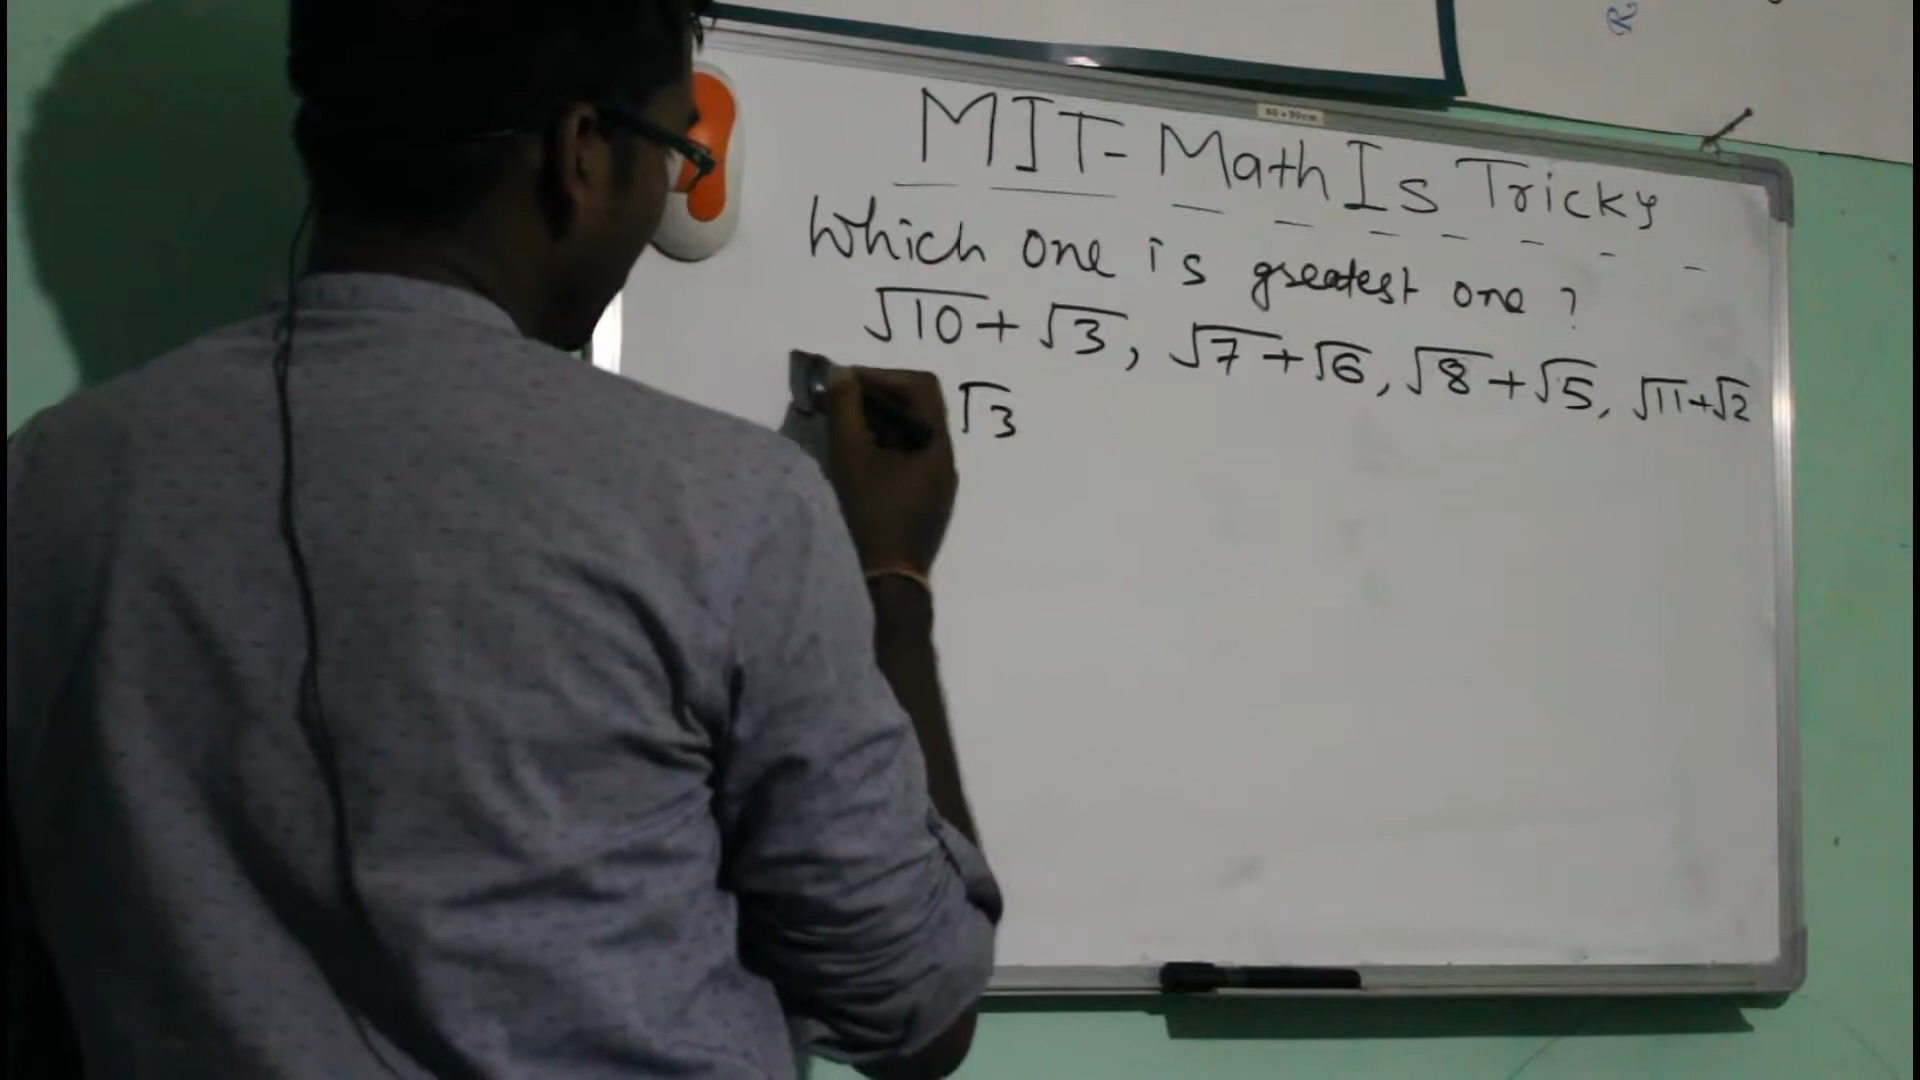 MIT- Math Is Tricky
Which one is greatest one ?
√10+√3, √7+√6, √8+√5, √11+√2
√3